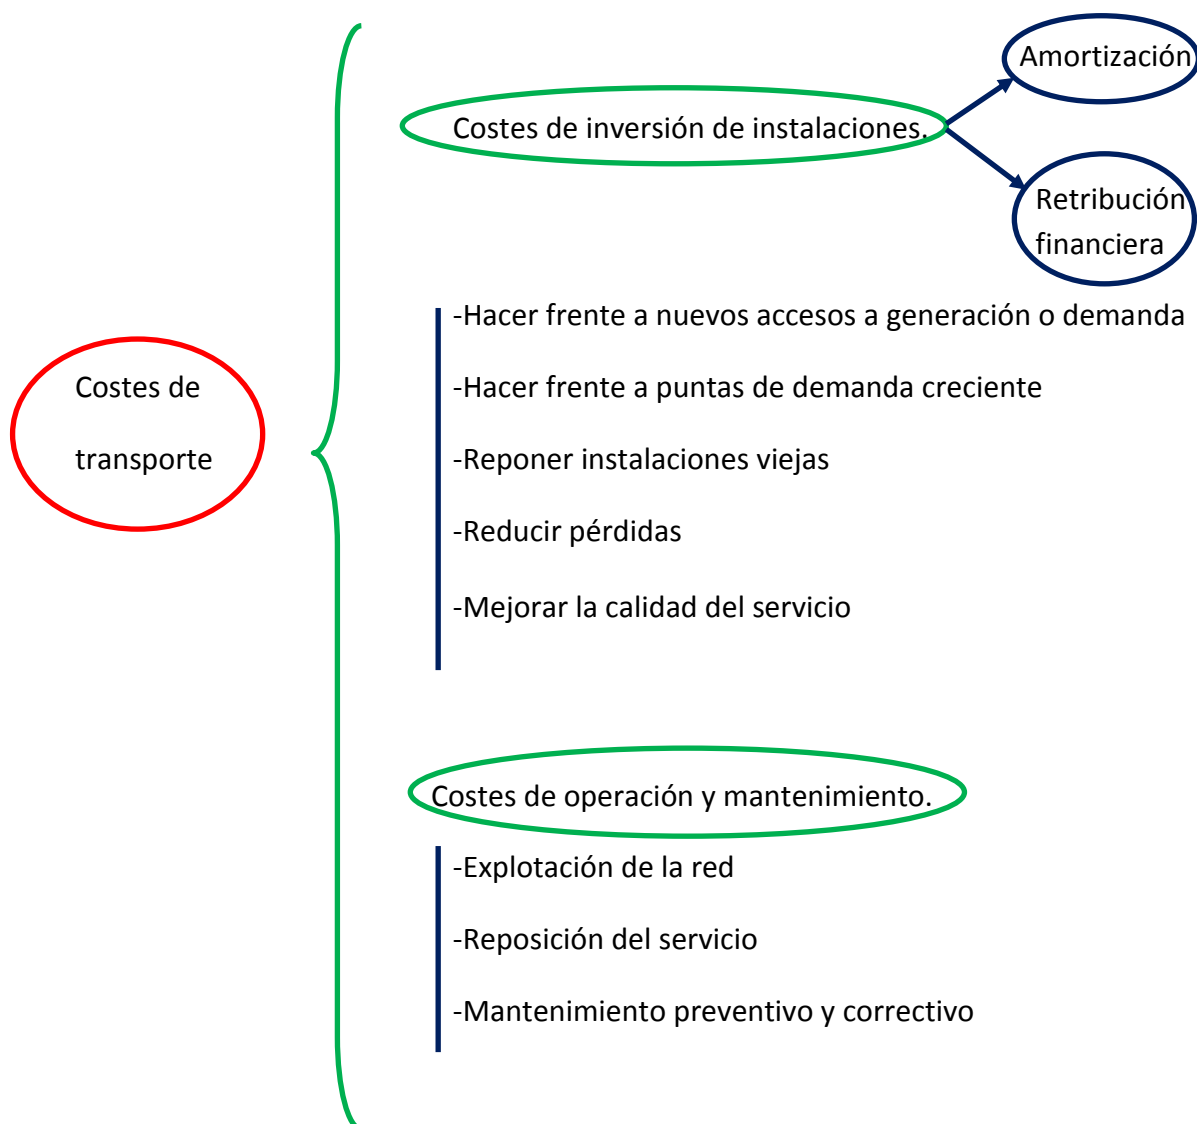 Costes de
transporte
Costes de inversión de instalaciones.
Amortización
Retribución
financiera
-Hacer frente a nuevos accesos a generación o demanda
-Hacer frente a puntas de demanda creciente
-Reponer instalaciones viejas
-Reducir pérdidas
-Mejorar la calidad del servicio
Costes de operación y mantenimiento.
-Explotación de la red
-Reposición del servicio
-Mantenimiento preventivo y correctivo